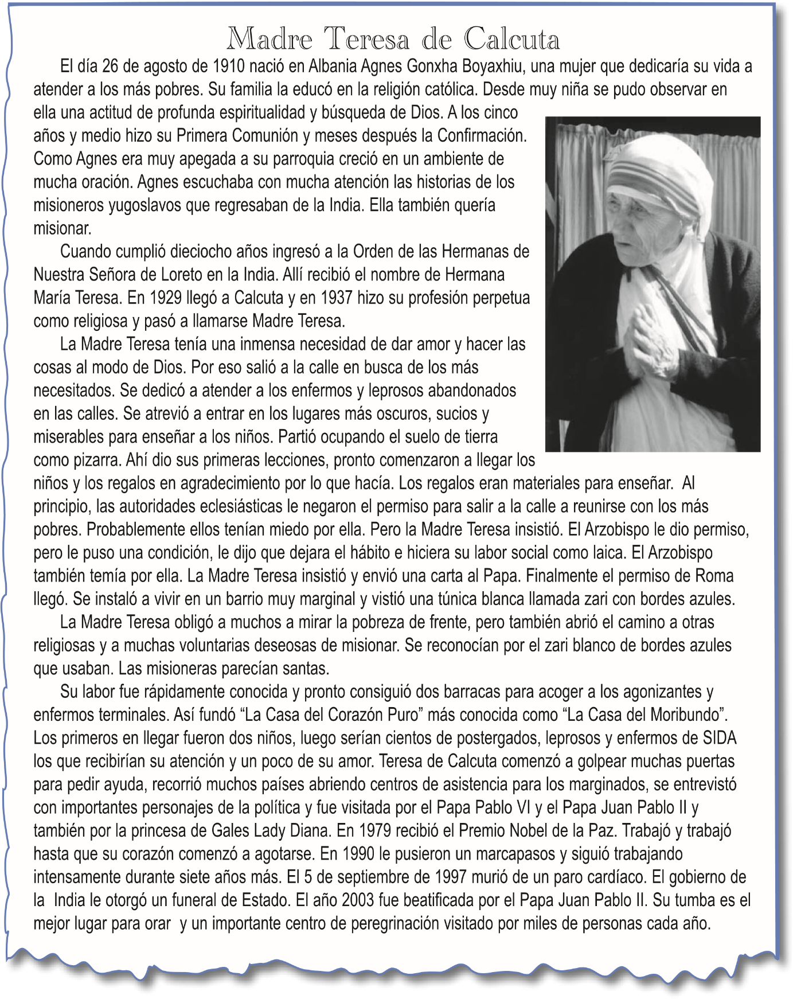 Madre Teresa de Calcuta
El día 26 de agosto de 1910 nació en Albania Agnes Gonxha Boyaxhiu, una mujer que dedicaría su vida a
atender a los más pobres. Su familia la educó en la religión católica. Desde muy niña se pudo observar en
ella una actitud de profunda espiritualidad y búsqueda de Dios. A los cinco
años y medio hizo su Primera Comunión y meses después la Confirmación.
Como Agnes era muy apegada a su parroquia creció en un ambiente de
mucha oración. Agnes escuchaba con mucha atención las historias de los
misioneros yugoslavos que regresaban de la India. Ella también quería
misionar.
Cuando cumplió dieciocho años ingresó a la Orden de las Hermanas de
Nuestra Señora de Loreto en la India. Allí recibió el nombre de Hermana
María Teresa. En 1929 llegó a Calcuta y en 1937 hizo su profesión perpetua
como religiosa y pasó a llamarse Madre Teresa.
La Madre Teresa tenía una inmensa necesidad de dar amor y hacer las
cosas al modo de Dios. Por eso salió a la calle en busca de los más
necesitados. Se dedicó a atender a los enfermos y leprosos abandonados
en las calles. Se atrevió a entrar en los lugares más oscuros, sucios y
miserables para enseñar a los niños. Partió ocupando el suelo de tierra
como pizarra. Ahí dio sus primeras lecciones, pronto comenzaron a llegar los
niños y los regalos en agradecimiento por lo que hacía. Los regalos eran materiales para enseñar.  Al
principio, las autoridades eclesiásticas le negaron el permiso para salir a la calle a reunirse con los más
pobres. Probablemente ellos tenían miedo por ella. Pero la Madre Teresa insistió. El Arzobispo le dio permiso,
pero le puso una condición, le dijo que dejara el hábito e hiciera su labor social como laica. El Arzobispo
también temía por ella. La Madre Teresa insistió y envió una carta al Papa. Finalmente el permiso de Roma
llegó. Se instaló a vivir en un barrio muy marginal y vistió una túnica blanca llamada zari con bordes azules.
La Madre Teresa obligó a muchos a mirar la pobreza de frente, pero también abrió el camino a otras
religiosas y a muchas voluntarias deseosas de misionar. Se reconocían por el zari blanco de bordes azules
que usaban. Las misioneras parecían santas.
Su labor fue rápidamente conocida y pronto consiguió dos barracas para acoger a los agonizantes y
enfermos terminales. Así fundó “La Casa del Corazón Puro” más conocida como “La Casa del Moribundo”.
Los primeros en llegar fueron dos niños, luego serían cientos de postergados, leprosos y enfermos de SIDA
los que recibirían su atención y un poco de su amor. Teresa de Calcuta comenzó a golpear muchas puertas
para pedir ayuda, recorrió muchos países abriendo centros de asistencia para los marginados, se entrevistó
con importantes personajes de la política y fue visitada por el Papa Pablo VI y el Papa Juan Pablo II y
también por la princesa de Gales Lady Diana. En 1979 recibió el Premio Nobel de la Paz. Trabajó y trabajó
hasta que su corazón comenzó a agotarse. En 1990 le pusieron un marcapasos y siguió trabajando
intensamente durante siete años más. El 5 de septiembre de 1997 murió de un paro cardíaco. El gobierno de
la  India le otorgó un funeral de Estado. El año 2003 fue beatificada por el Papa Juan Pablo II. Su tumba es el
mejor lugar para orar  y un importante centro de peregrinación visitado por miles de personas cada año.